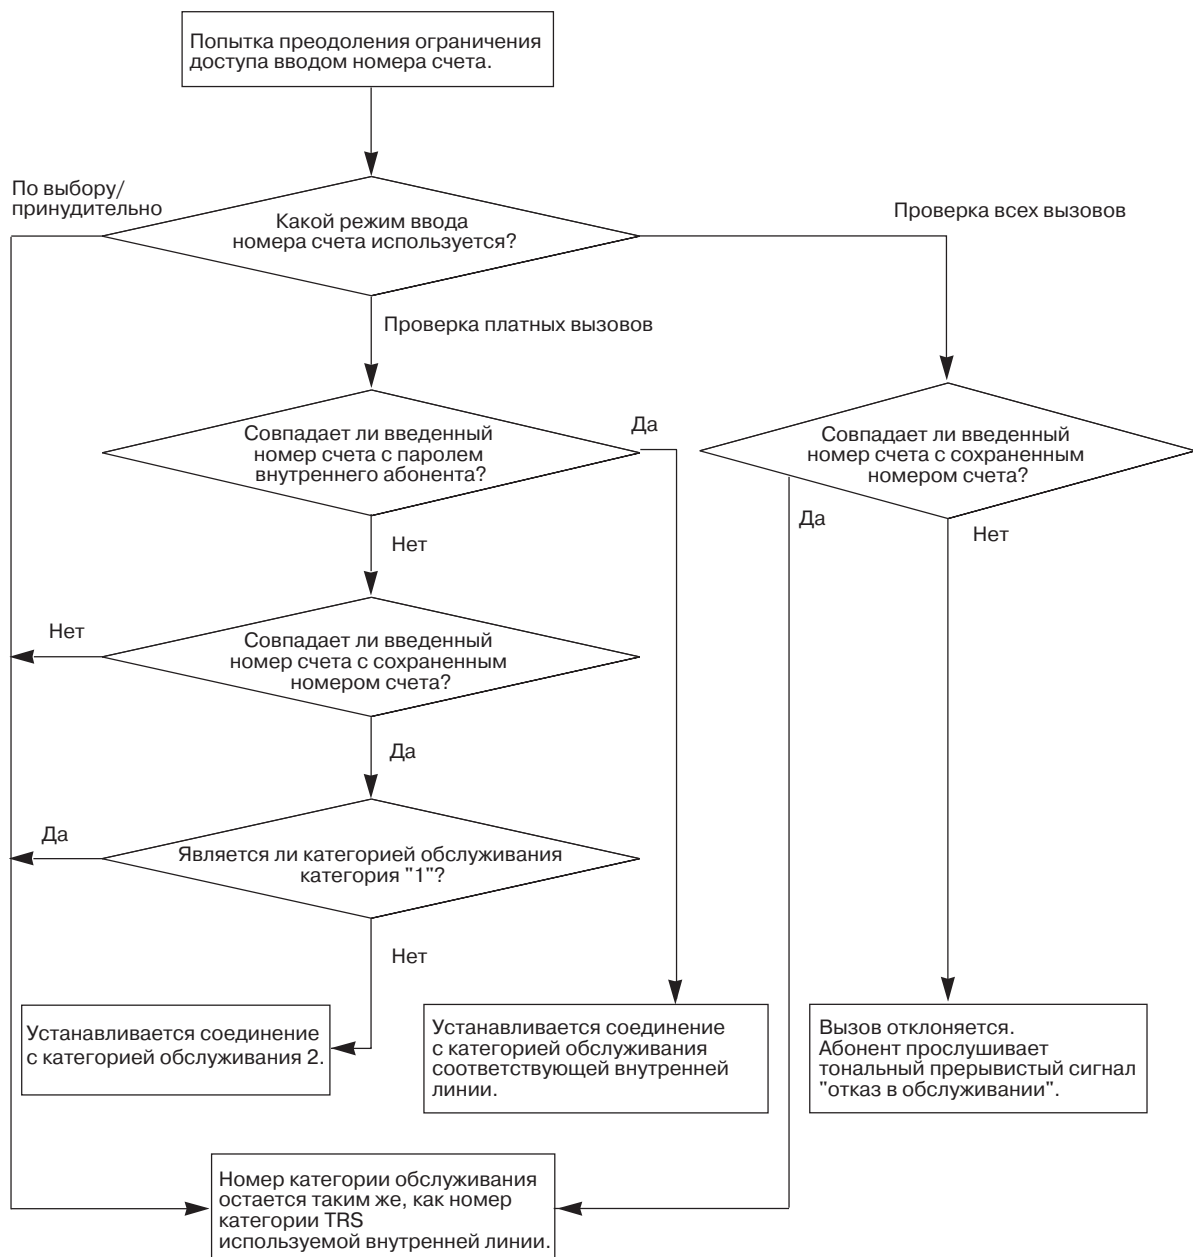 Попытка преодоления ограничения
доступа вводом номера счета.
По выбору/
принудительно
Какой режим ввода
номера счета используется?
Проверка всех вызовов
Проверка платных вызовов
Совпадает ли введенный
номер счета с паролем
внутреннего абонента?
Да
Совпадает ли введенный
номер счета с сохраненным
номером счета?
Да
Нет
Нет
Нет
Совпадает ли введенный
номер счета с сохраненным
номером счета?
Да
Да
Является ли категорией обслуживания
категория "1"?
Нет
Устанавливается соединение
с категорией обслуживания 2.
Устанавливается соединение
с категорией обслуживания
соответствующей внутренней
линии.
Вызов отклоняется.
Абонент прослушивает
тональный прерывистый сигнал
"отказ в обслуживании".
Номер категории обслуживания
остается таким же, как номер
категории TRS
используемой внутренней линии.